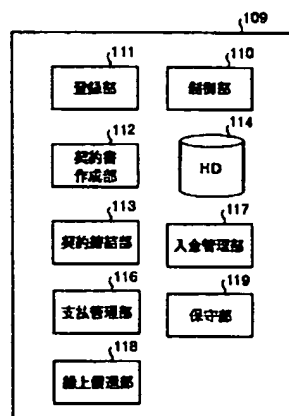 109
111
登録部
110
制御部
112
契約書
作成部
114
HD
113
契約締結部
117
入金管理部
116
支払管理部
119
保守部
118
繰上償還部